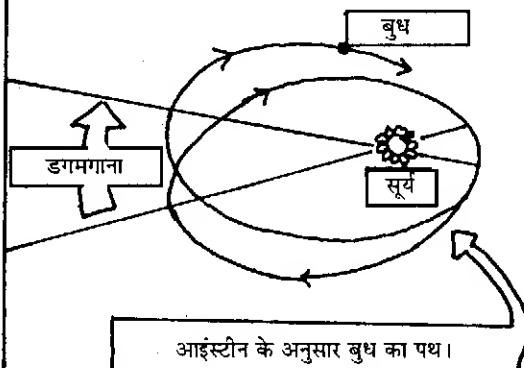 बुध
डगमगाना
सूर्य
आइंस्टीन के अनुसार बुध का पथ।